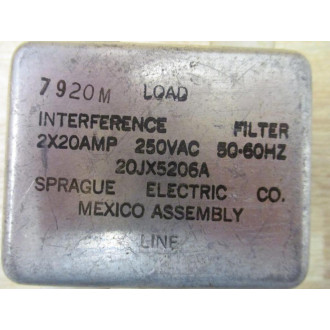 7920M LOAD
INTERFERENCE FILTER
2X20AMP 250VAC 50-60HZ
20JX5206A
SPRAGUE ELECTRIC CO.
MEXICO ASSEMBLY
LINE